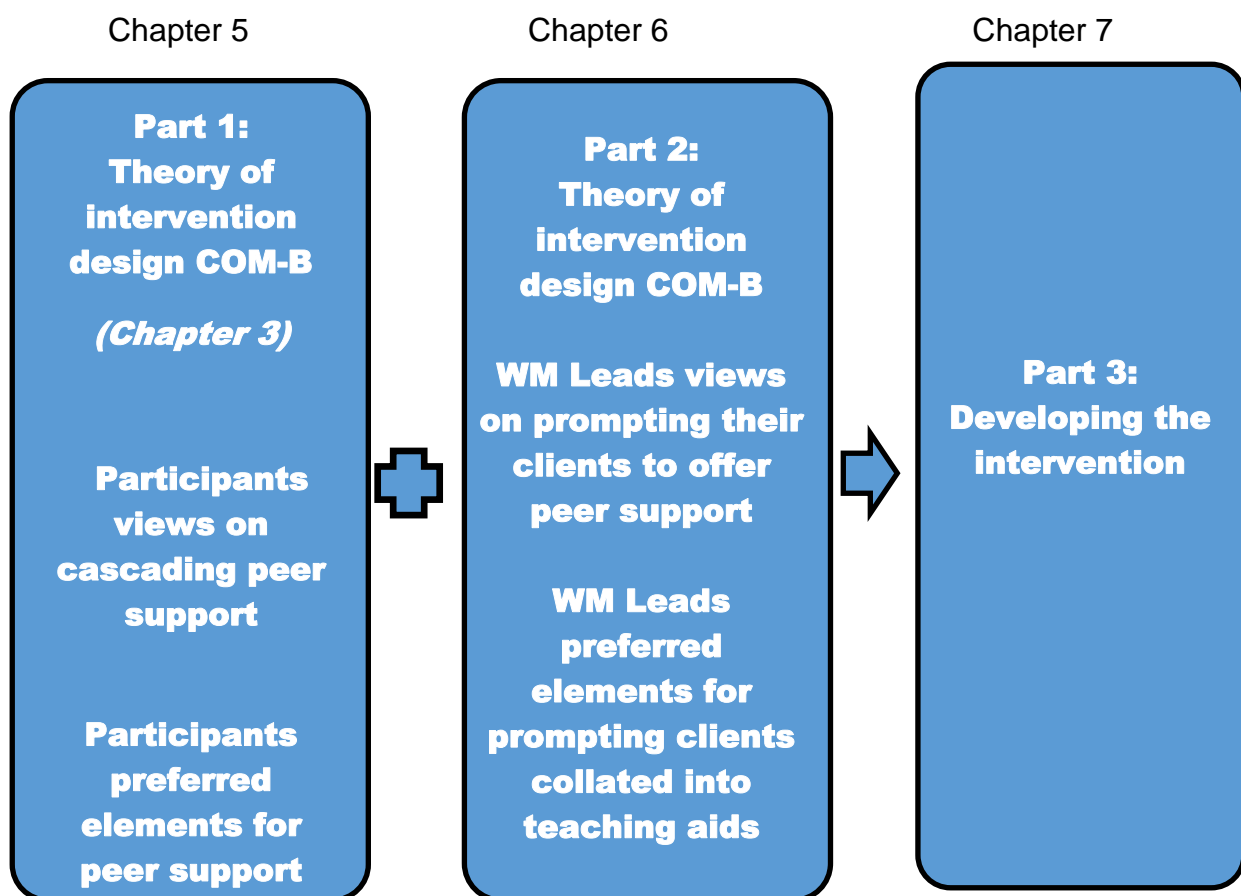 Chapter 5
Part 1:
Theory of
intervention
design COM-B
(Chapter 3)
Participants
views on
cascading peer
support
Participants
preferred
elements for
peer support
Chapter 6
Part 2:
Theory of
intervention
design COM-B
WM Leads views
on prompting their
clients to offer
peer support
WM Leads
preferred
elements for
prompting clients
collated into
teaching aids
Chapter 7
Part 3:
Developing the
intervention